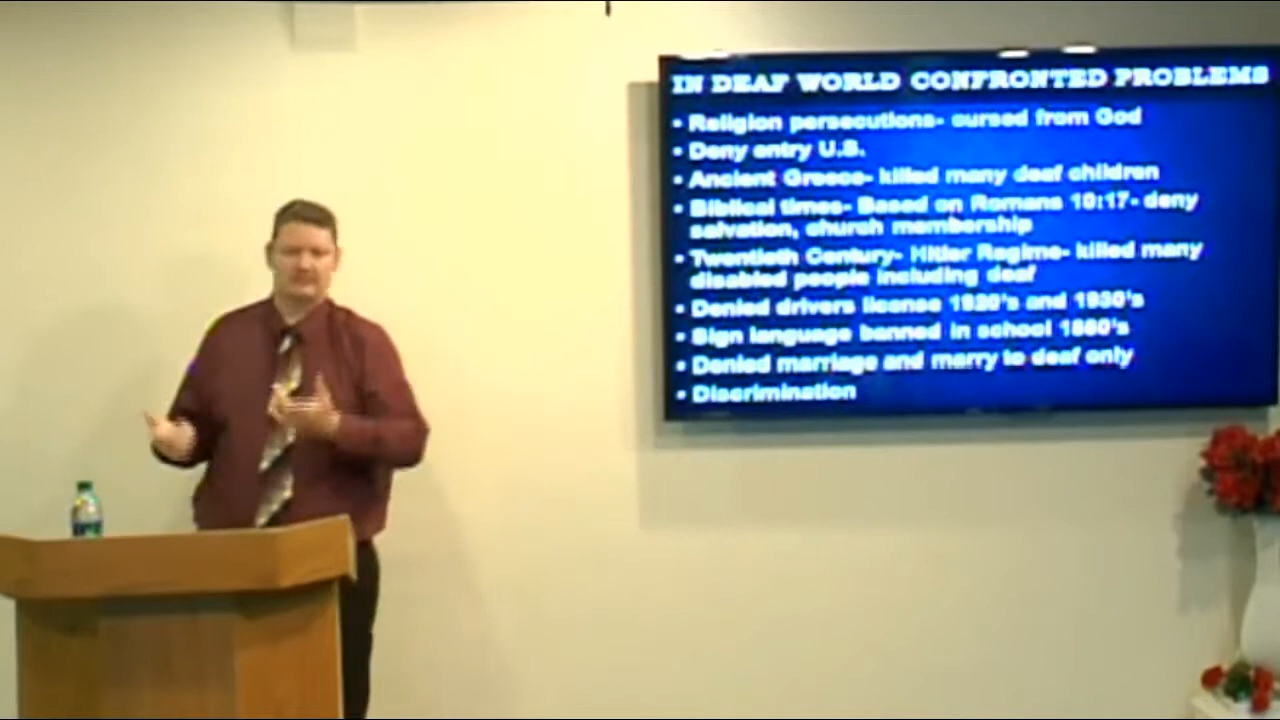 IN DEAF WORLD CONFRONTED PROBLEMS
• Religion persecutions- cursed from God
• Deny entry U.S.
• Ancient Greece- killed many deaf children
• Biblical times- Based on Romans 10:17- deny
salvation, church membership
• Twentieth Century- Hitler Regime- killed many
disabled people including deaf
• Denied drivers license 1920's and 1930's
• Sign language banned in school 1880's
• Denied marriage and marry to deaf only
• Discrimination